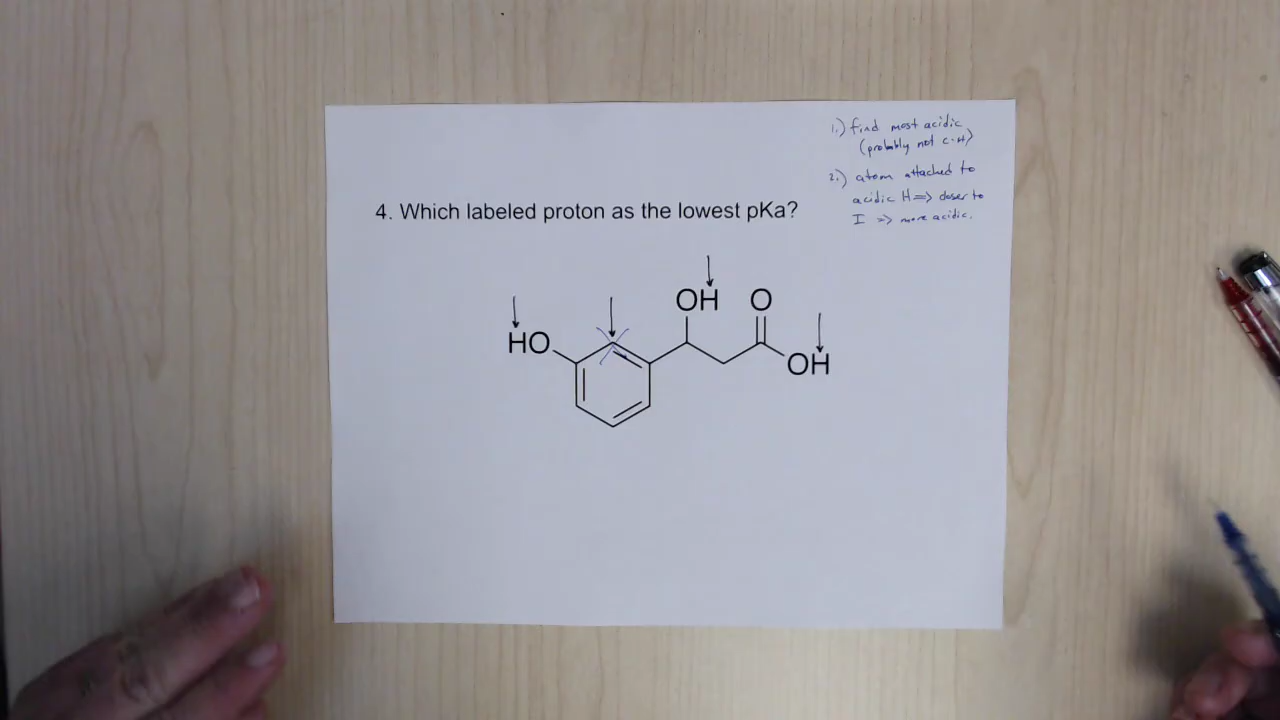 1.) find most acidic
(probably not C-H)
2.) atom attached to
acidic H => closer to
I => more acidic.
4. Which labeled proton as the lowest pKa?
OH
O
HO
OH